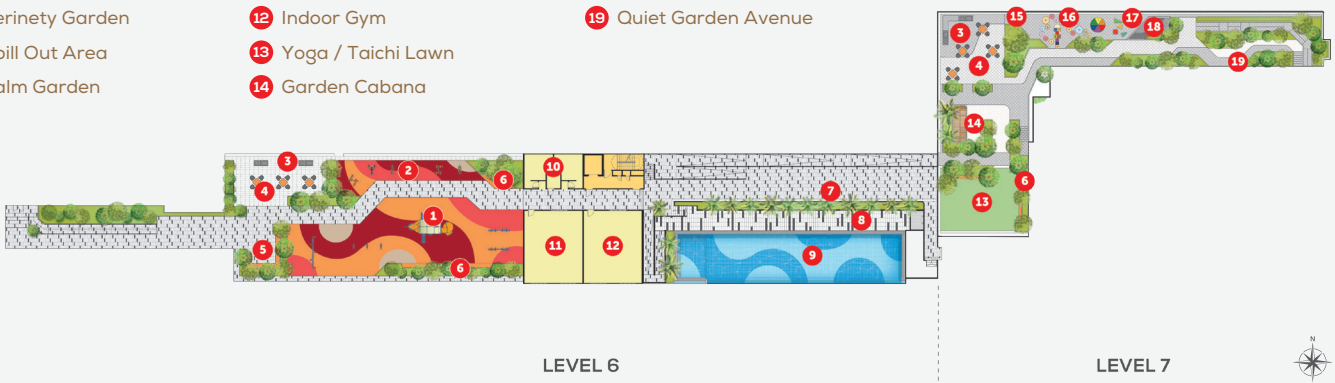 erinety Garden
12 Indoor Gym
19 Quiet Garden Avenue
pill Out Area
13 Yoga / Taichi Lawn
alm Garden
14 Garden Cabana
15
16
17
3
18
4
19
14
3
2
10
6
6
4
7
13
1
8
5
11
12
9
6
LEVEL 6
LEVEL 7
N